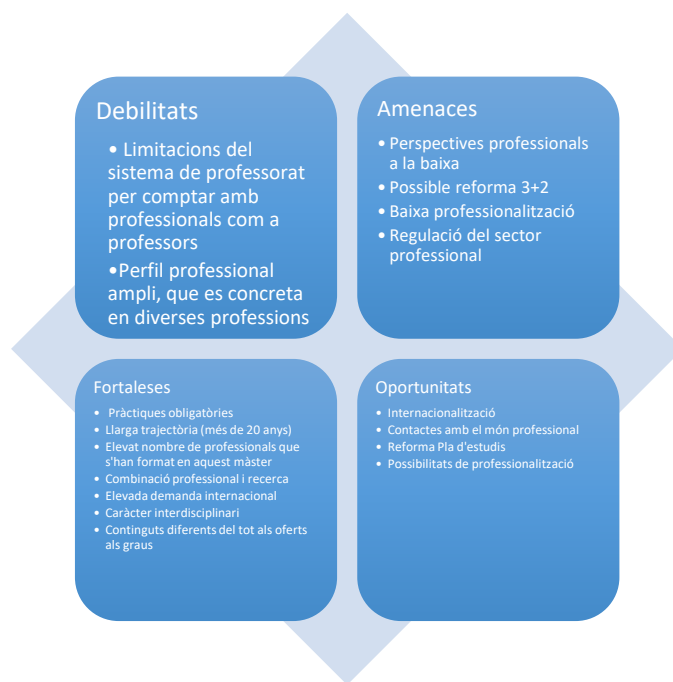 Debilitats
• Limitacions del
sistema de professorat
per comptar amb
professionals com a
professors
•Perfil professional
ampli, que es concreta
en diverses professions
Amenaces
• Perspectives professionals
a la baixa
• Possible reforma 3+2
• Baixa professionalització
• Regulació del sector
professional
Fortaleses
• Pràctiques obligatòries
• Llarga trajectòria (més de 20 anys)
• Elevat nombre de professionals que
s'han format en aquest màster
• Combinació professional i recerca
• Elevada demanda internacional
• Caràcter interdisciplinari
• Continguts diferents del tot als oferts
als graus
Oportunitats
• Internacionalització
• Contactes amb el món professional
• Reforma Pla d'estudis
• Possibilitats de professionalització